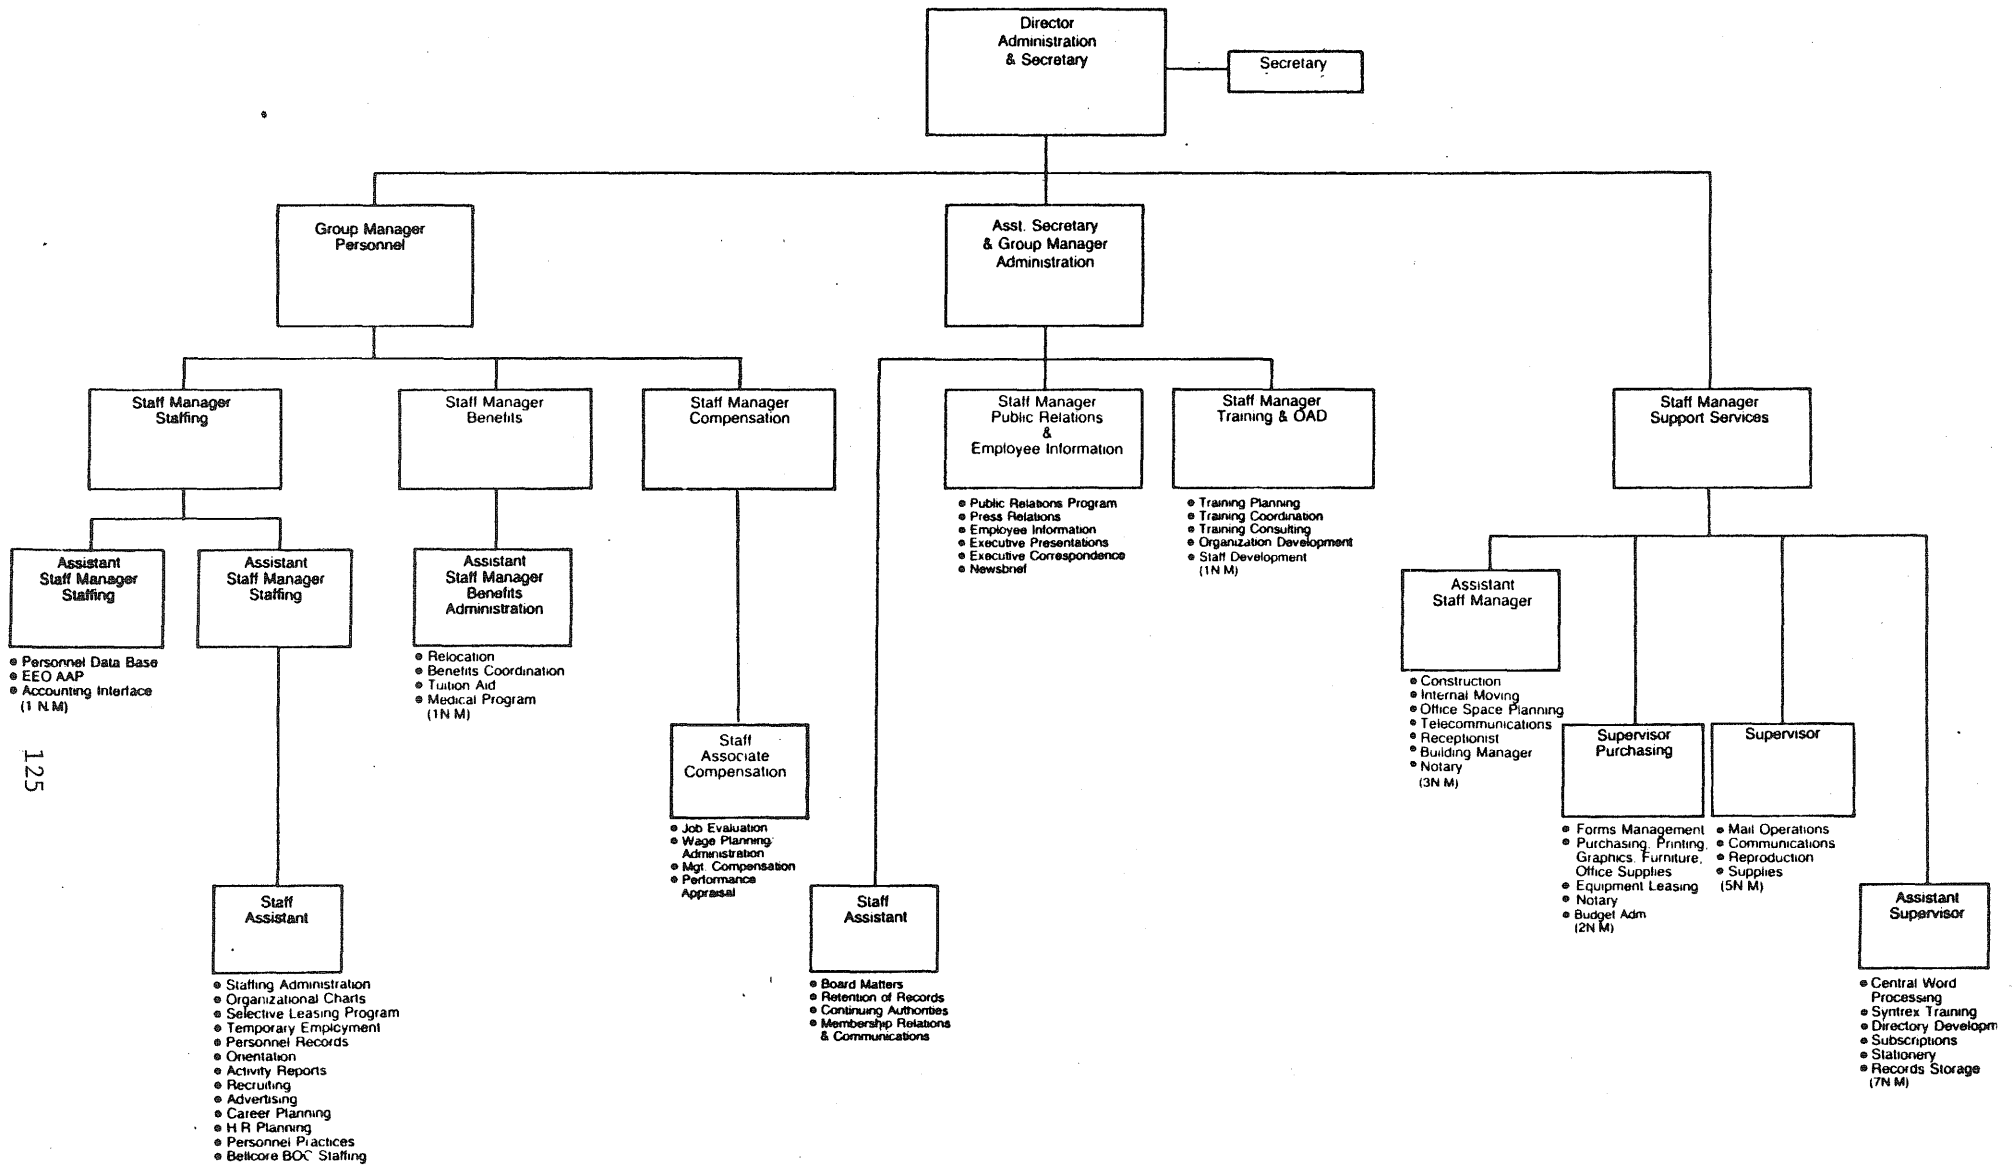 Director
Administration
& Secretary
Secretary
Group Manager
Personnel
Asst. Secretary
& Group Manager
Administration
Staff Manager
Staffing
Staff Manager
Benefits
Staff Manager
Compensation
Staff Manager
Public Relations
&
Employee Information
Staff Manager
Training & OAD
Staff Manager
Support Services
• Public Relations Program
• Press Relations
• Employee Information
• Executive Presentations
• Executive Correspondence
• Newsbrief
• Training Planning
• Training Coordination
• Training Consulting
• Organization Development
• Staff Development
(1N M)
Assistant
Staff Manager
Staffing
Assistant
Staff Manager
Staffing
Assistant
Staff Manager
Benefits
Administration
Assistant
Staff Manager
• Personnel Data Base
• EEO AAP
• Accounting Interface
(1 N.M)
• Relocation
• Benefits Coordination
• Tuition Aid
• Medical Program
(1N M)
• Construction
• Internal Moving
• Office Space Planning
• Telecommunications
• Receptionist
• Building Manager
• Notary
(3N M)
Staff
Associate
Compensation
Supervisor
Purchasing
Supervisor
125
• Job Evaluation
• Wage Planning
Administration
• Mgt. Compensation
• Performance
Appraisal
• Forms Management
• Purchasing, Printing,
Graphics, Furniture,
Office Supplies
• Equipment Leasing
• Notary
• Budget Adm
(2N M)
• Mail Operations
• Communications
• Reproduction
• Supplies
(5N M)
Staff
Assistant
Staff
Assistant
Assistant
Supervisor
• Staffing Administration
• Organizational Charts
• Selective Leasing Program
• Temporary Employment
• Personnel Records
• Orientation
• Activity Reports
• Recruiting
• Advertising
• Career Planning
• H R Planning
• Personnel Practices
• Bellcore BOC Staffing
• Board Matters
• Retention of Records
• Continuing Authorities
• Membership Relations
& Communications
• Central Word
Processing
• Syntrex Training
• Directory Developm
• Subscriptions
• Stationery
• Records Storage
(7N M)